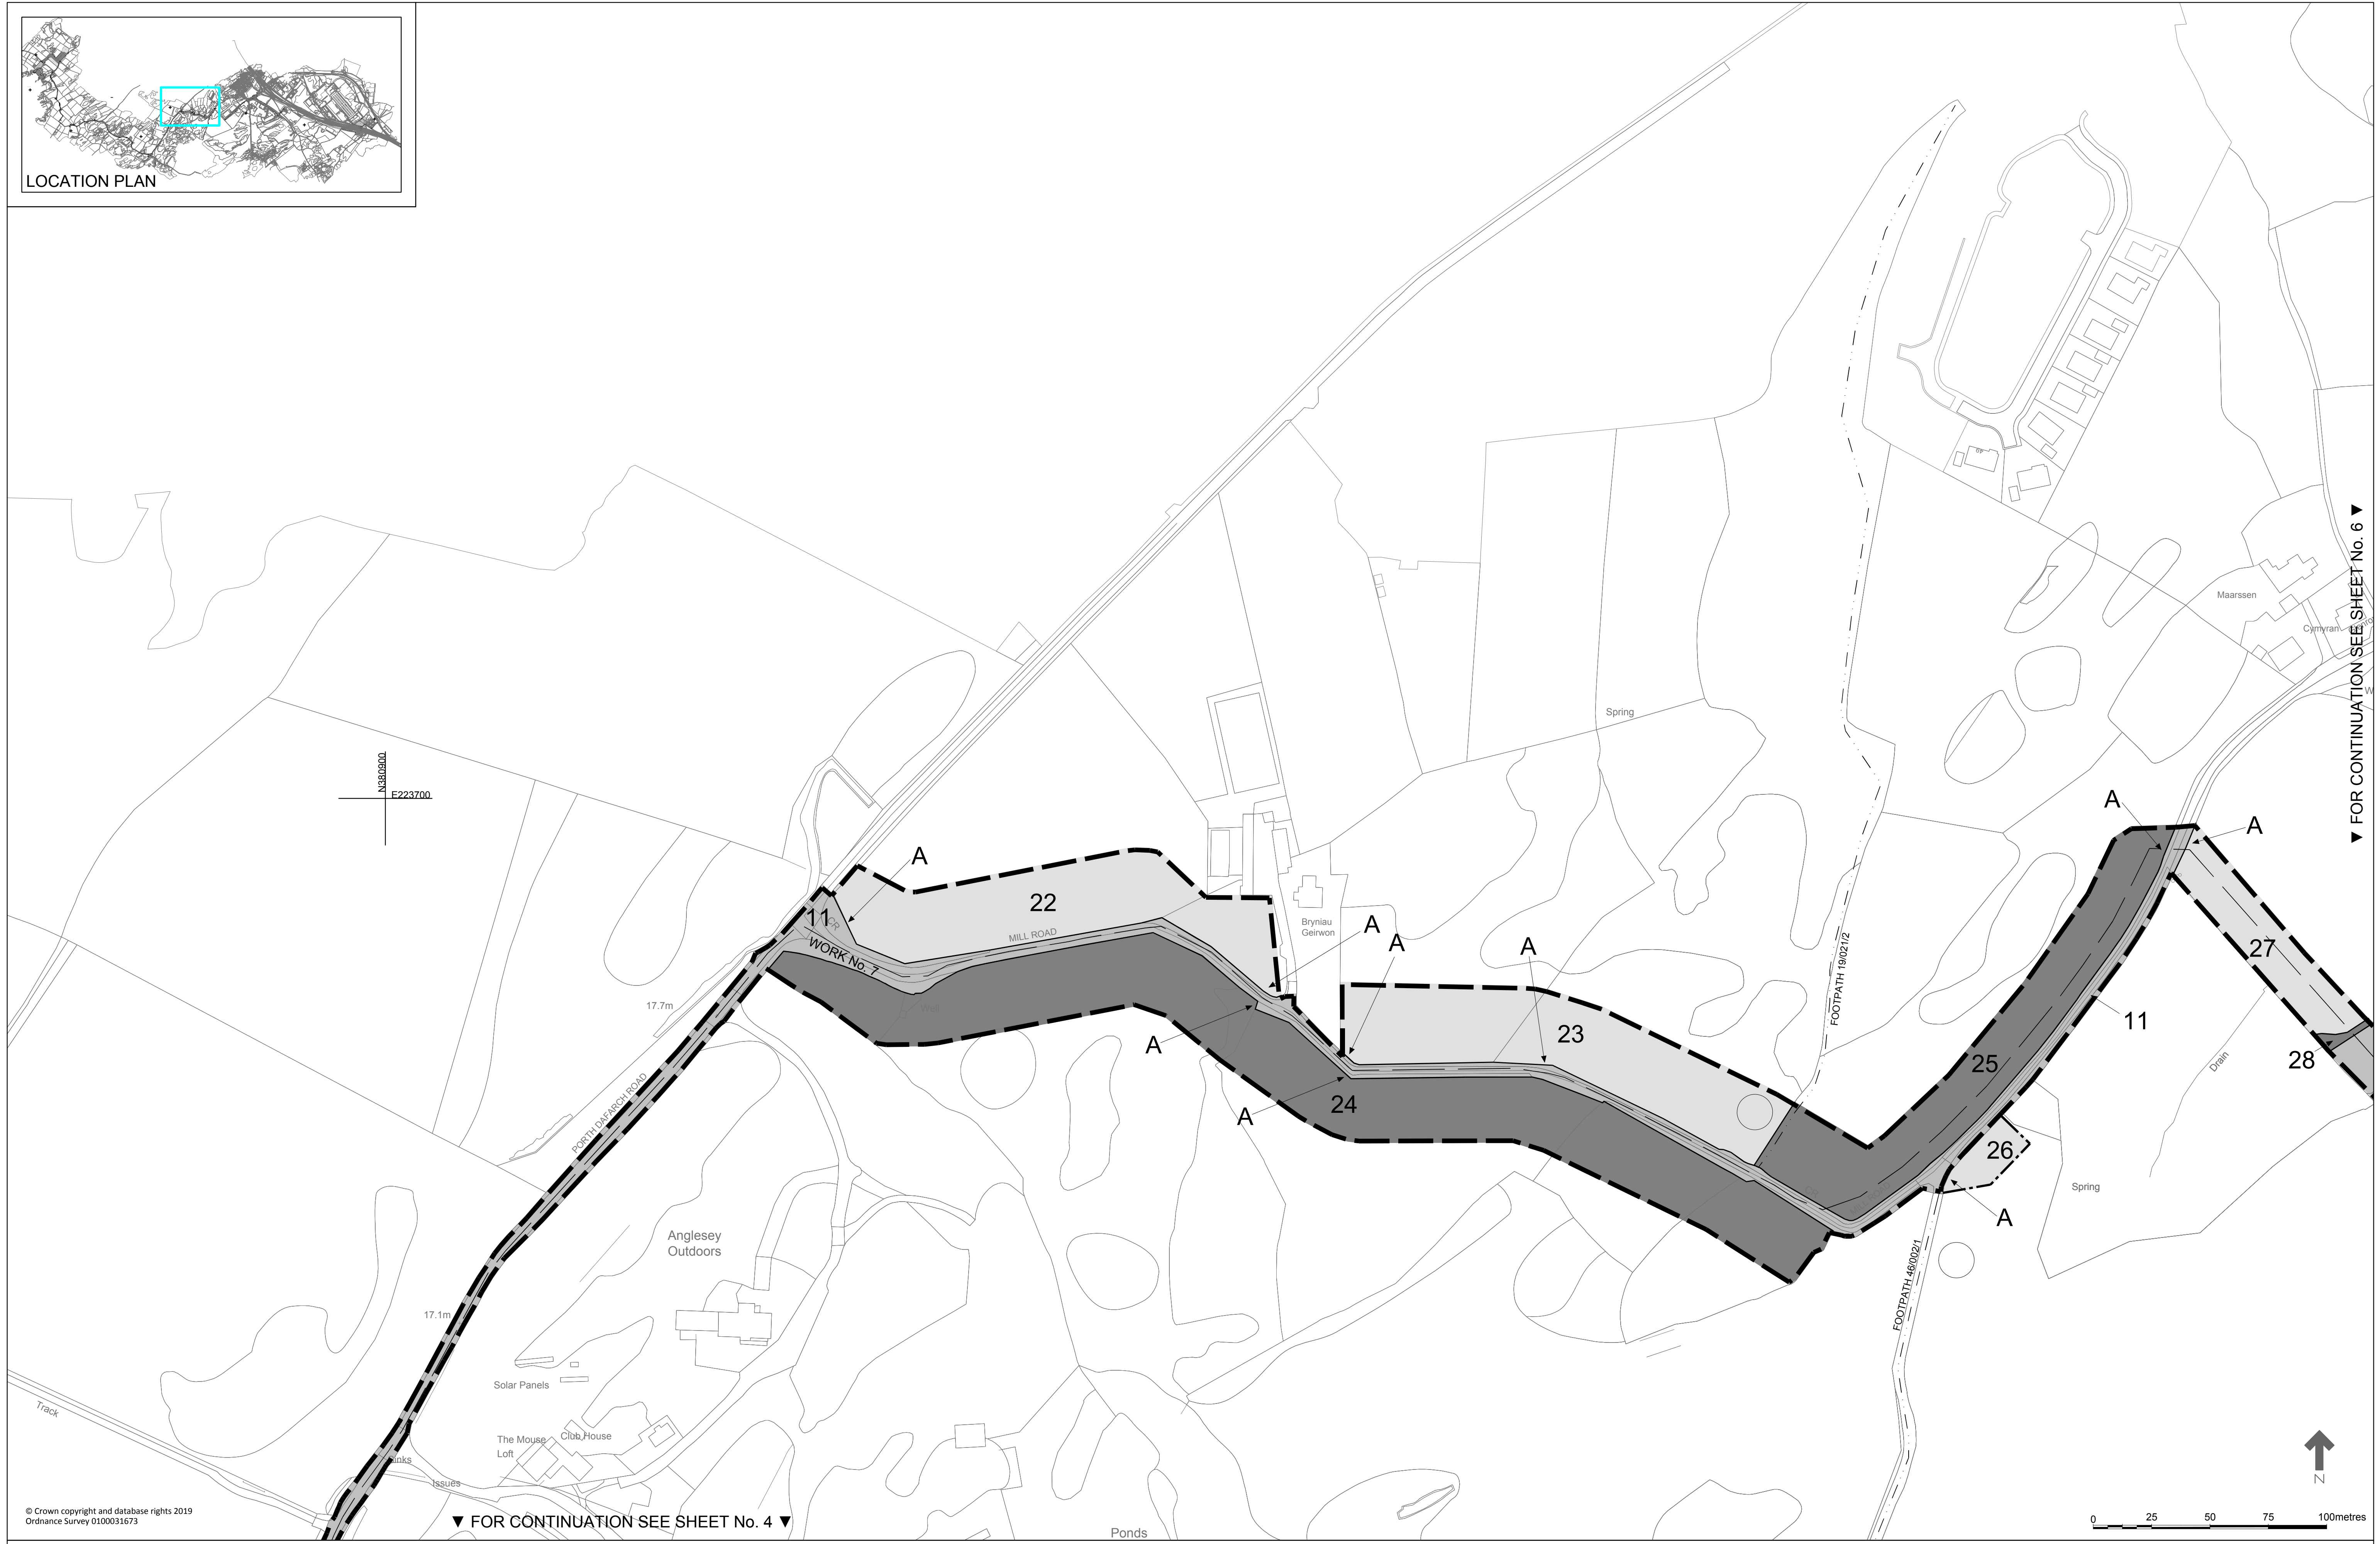 LOCATION PLAN
▼ FOR CONTINUATION SEE SHEET No. 6 ▼
Maarssen
Cymyran
Spring
N380900
E223700
A
A
A
22
11
CR
MILL ROAD
WORK No. 7
Bryniau
Geirwon
A
A
A
27
FOOTPATH 19/021/2
17.7m
23
11
A
25
28
Drain
PORTH DAFARCH ROAD
24
A
26
Spring
A
Anglesey
Outdoors
FOOTPATH 46/002/1
17.1m
Solar Panels
Track
The Mouse
Loft
Club House
Issues
N
© Crown copyright and database rights 2019
Ordnance Survey 0100031673
▼ FOR CONTINUATION SEE SHEET No. 4 ▼
Ponds
0 25 50 75 100metres